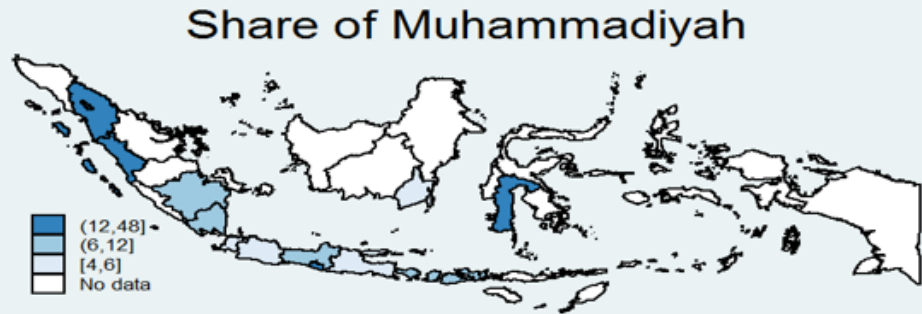 Share of Muhammadiyah
(12,48]
(6,12]
[4,6]
No data